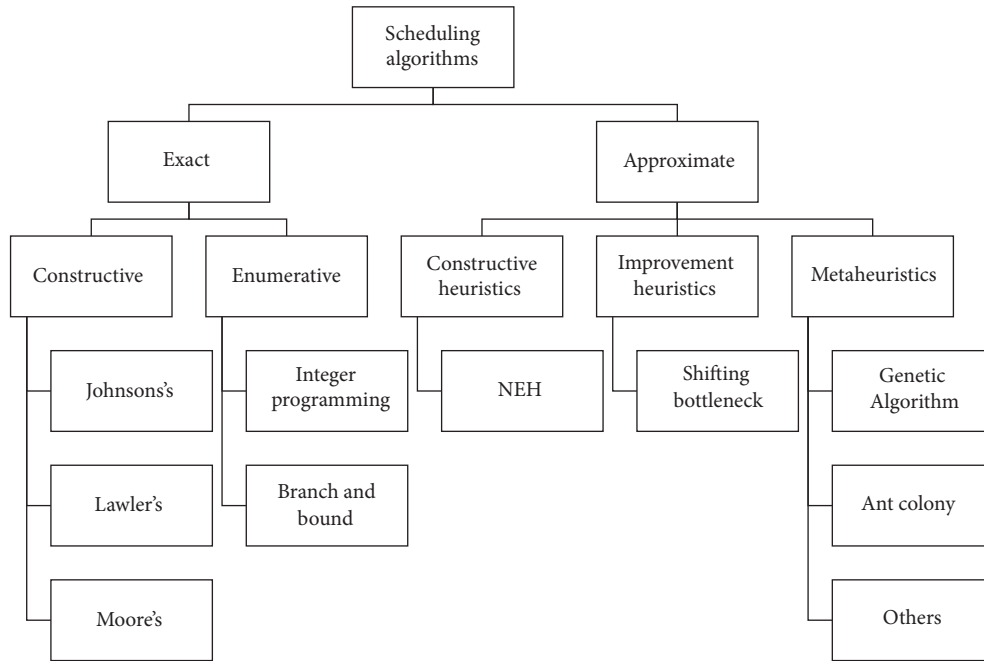 Scheduling
algorithms
Exact
Approximate
Constructive
Enumerative
Constructive
heuristics
Improvement
heuristics
Metaheuristics
Johnsons's
Integer
programming
NEH
Shifting
bottleneck
Genetic
Algorithm
Lawler's
Branch and
bound
Ant colony
Moore's
Others